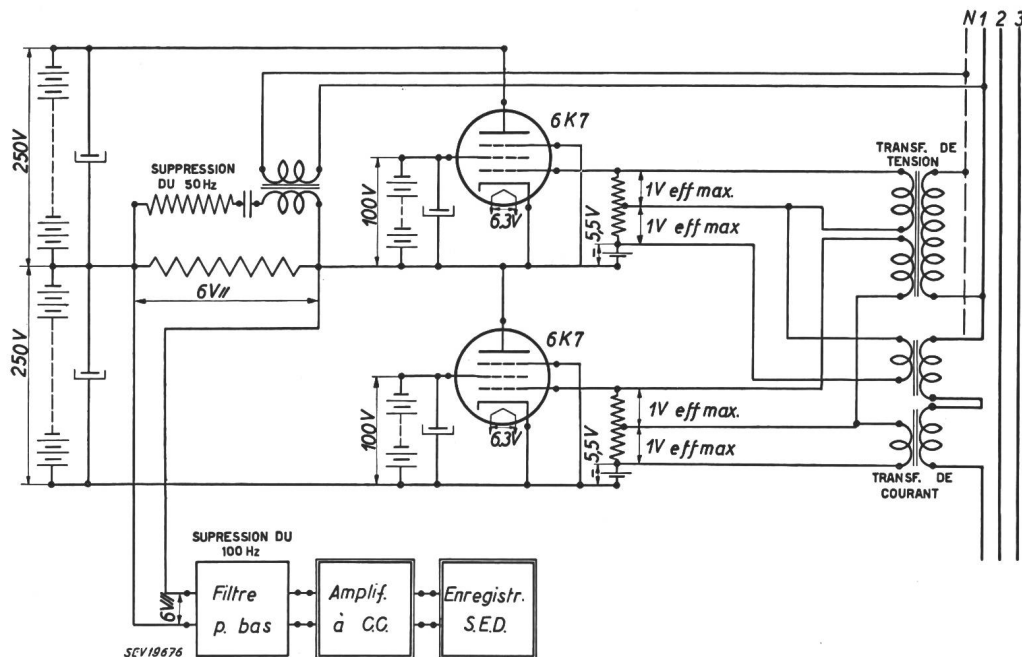 N 1 2 3
250V
SUPPRESSION
DU 50 Hz
6K7
100V
6.3V
1V eff max.
1V eff max
-5,5V
TRANSF. DE
TENSION
6V//
250V
6K7
100V
6.3V
1V eff max.
1V eff max
-5,5V
TRANSF. DE
COURANT
SUPRESSION DU
100 Hz
6V//
Filtre
p. bas
Amplif.
à C.C.
Enregistr.
S.E.D.
SEV19676